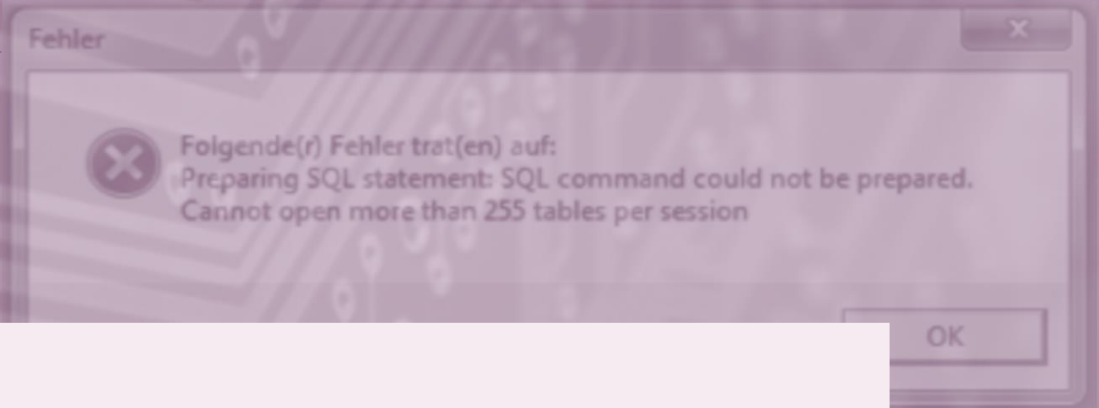 Fehler
Folgende(r) Fehler trat(en) auf:
Preparing SQL statement: SQL command could not be prepared.
Cannot open more than 255 tables per session
OK